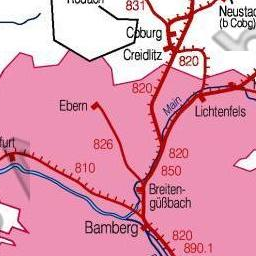 831
Neustadt
(b Cobg)
Coburg
Creidlitz
820
820
Main
Lichtenfels
Ebern
826
820
850
810
Breiten-
güßbach
Bamberg
820
890.1